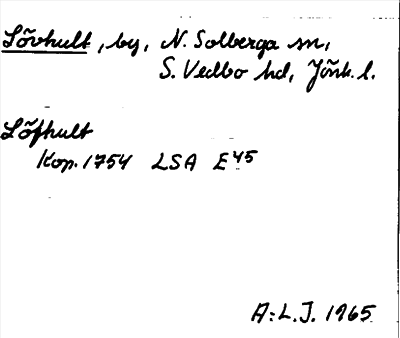 Lövhult, by, N. Solberga sn,
S. Vedbo hd, Jönk. l.
Löfhult
Kop. 1754 LSA E45
A:L.J. 1965